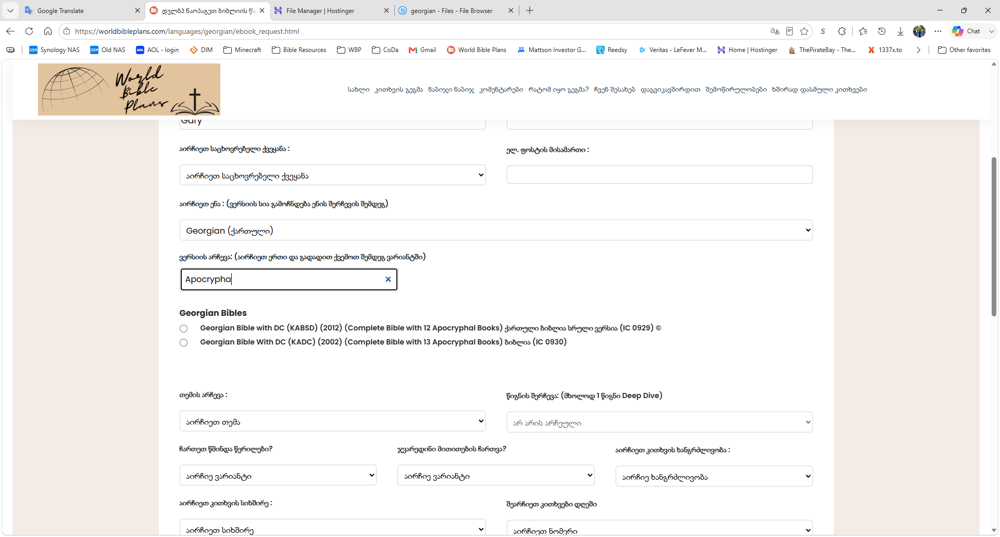 Google Translate
დვლბპ ნაოპაგეთ ბიბლიის წა
File Manager | Hostinger
georgian - Files - File Browser
https://worldbibleplans.com/languages/georgian/ebook_request.html
Chat
Synology NAS
Old NAS
AOL - login
DIM
Minecraft
Bible Resources
WBP
CoDa
Gmail
World Bible Plans
Mattson Investor G...
Reedsy
Veritas - LeFever M...
Home | Hostinger
ThePirateBay - The...
1337x.to
Other favorites
World
Bible
Plans
სახლი კითხვის გეგმა ნაბიჯი ნაბიჯ კომენტარები რატომ იყო გეგმა? ჩვენ შესახებ დაგვიკავშირდით შემოწირულობები ხშირად დასმული კითხვები
Gary
აირჩიეთ საცხოვრებელი ქვეყანა :
ელ. ფოსტის მისამართი :
აირჩიეთ საცხოვრებელი ქვეყანა
აირჩიეთ ენა : (ვერსიის სია გამოჩნდება ენის შერჩევის შემდეგ)
Georgian (ქართული)
ვერსიის არჩევა: (აირჩიეთ ერთი და გადადით ქვემოთ შემდეგ ვარიანტში)
Apocrypha
Georgian Bibles
Georgian Bible with DC (KABSD) (2012) (Complete Bible with 12 Apocryphal Books) ქართული ბიბლია სრული ვერსია (IC 0929) ©
Georgian Bible With DC (KADC) (2002) (Complete Bible with 13 Apocryphal Books) ბიბლია (IC 0930)
თემის არჩევა :
წიგნის შერჩევა: (მხოლოდ 1 წიგნი Deep Dive)
აირჩიეთ თემა
არ არის არჩეული
ჩართეთ წმინდა წერილები?
ჯვარედინი მითითების ჩართვა?
აირჩიეთ კითხვის ხანგრძლივობა :
აირჩიე ვარიანტი
აირჩიე ვარიანტი
აირჩიე ხანგრძლივობა
აირჩიეთ კითხვის სიხშირე :
შეარჩიეთ კითხვები დღეში
აირჩიეთ სიხშირე
აირჩიეთ ნომერი